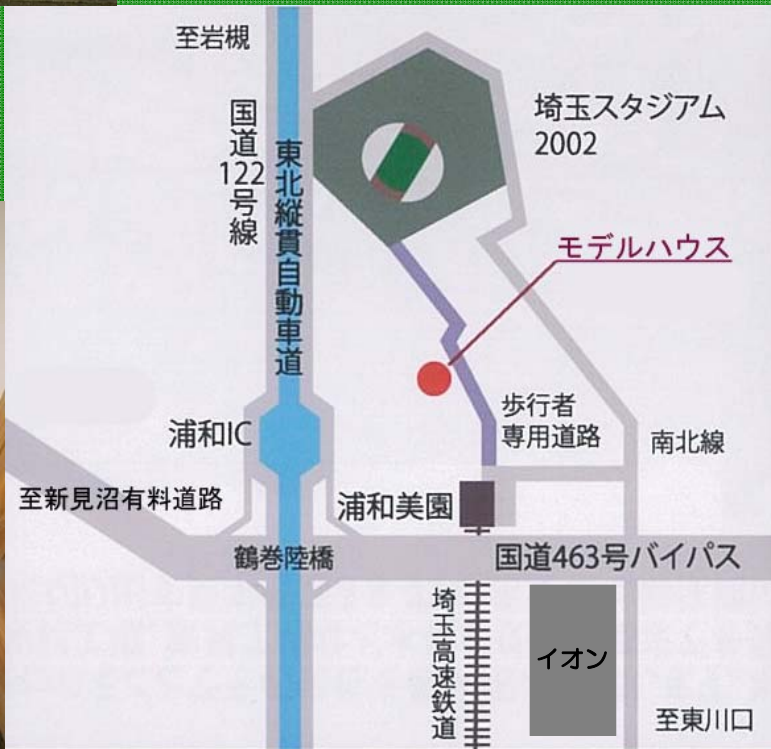 至岩槻
国道122号線
東北縦貫自動車道
埼玉スタジアム
2002
モデルハウス
歩行者
専用道路
南北線
浦和IC
至新見沼有料道路
浦和美園
鶴巻陸橋
国道463号バイパス
埼玉高速鉄道
イオン
至東川口